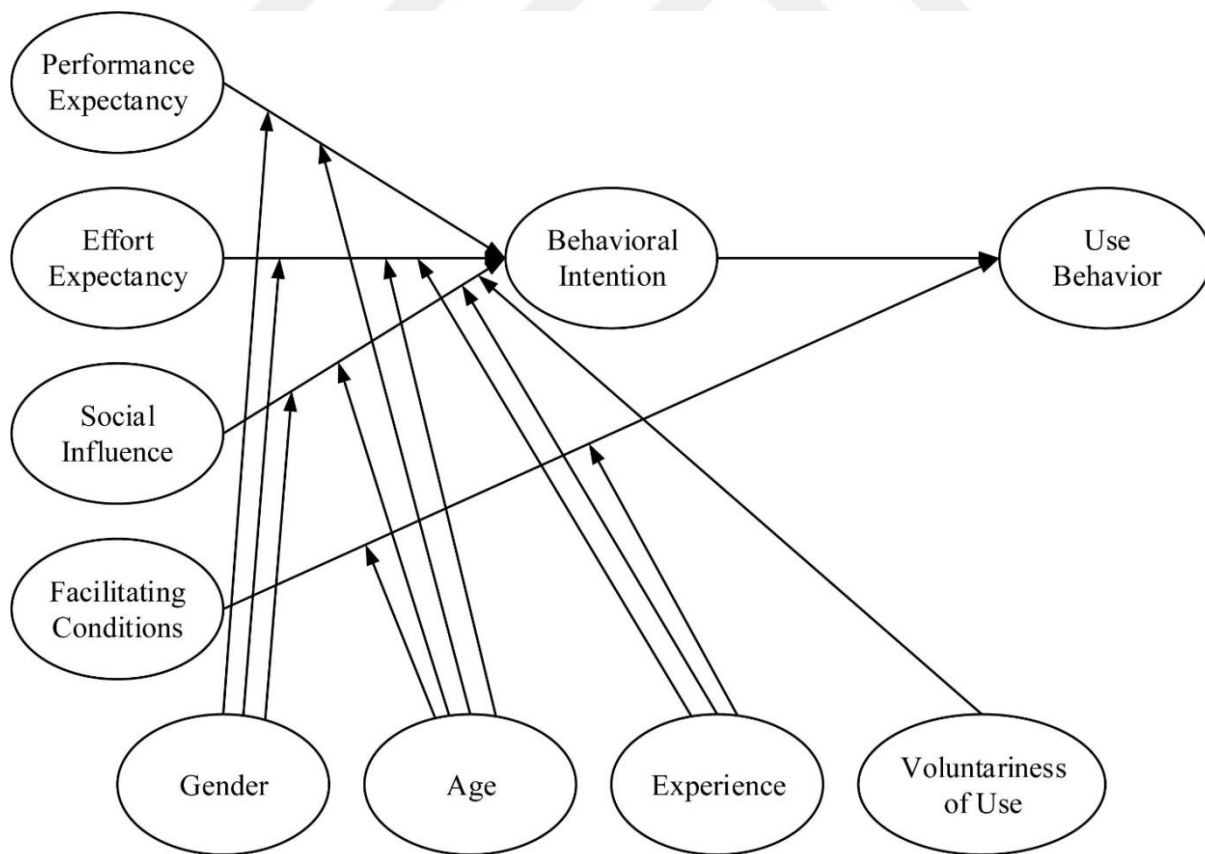 Performance
Expectancy
Effort
Expectancy
Behavioral
Intention
Use
Behavior
Social
Influence
Facilitating
Conditions
Gender
Age
Experience
Voluntariness
of Use